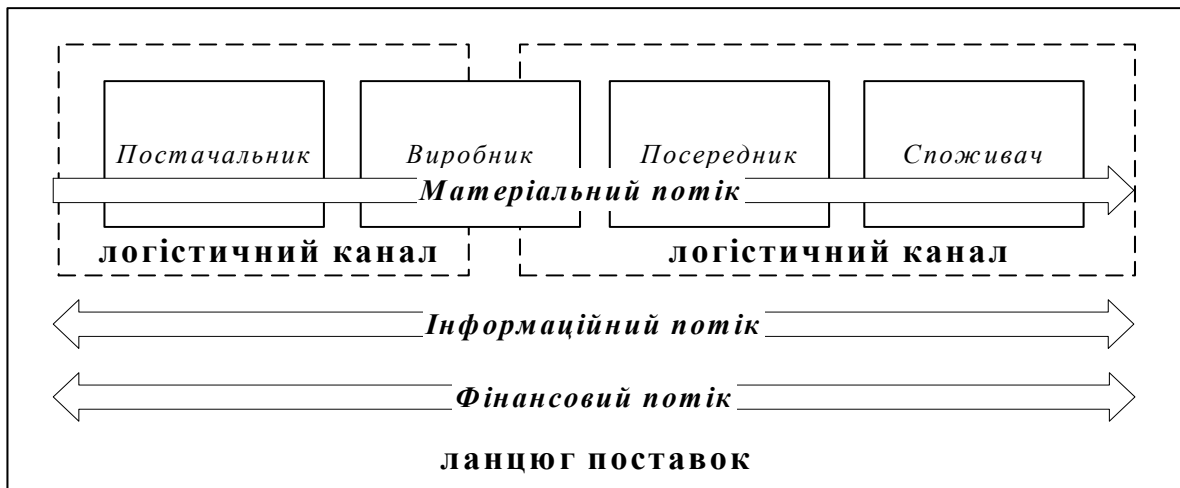 Постачальник Виробник Посередник Споживач
Матеріальний потік
логістичний канал логістичний канал
Інформаційний потік
Фінансовий потік
ланцюг поставок